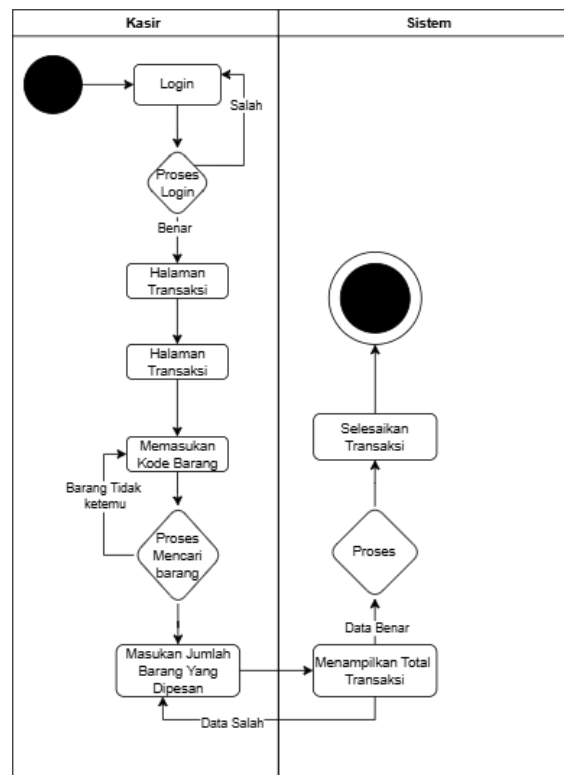 Kasir
Sistem
Login
Salah
Proses
Login
Benar
Halaman
Transaksi
Halaman
Transaksi
Memasukan
Kode Barang
Barang Tidak
ketemu
Proses
Mencari
barang
Masukan Jumlah
Barang Yang
Dipesan
Selesaikan
Transaksi
Proses
Data Benar
Menampilkan Total
Transaksi
Data Salah